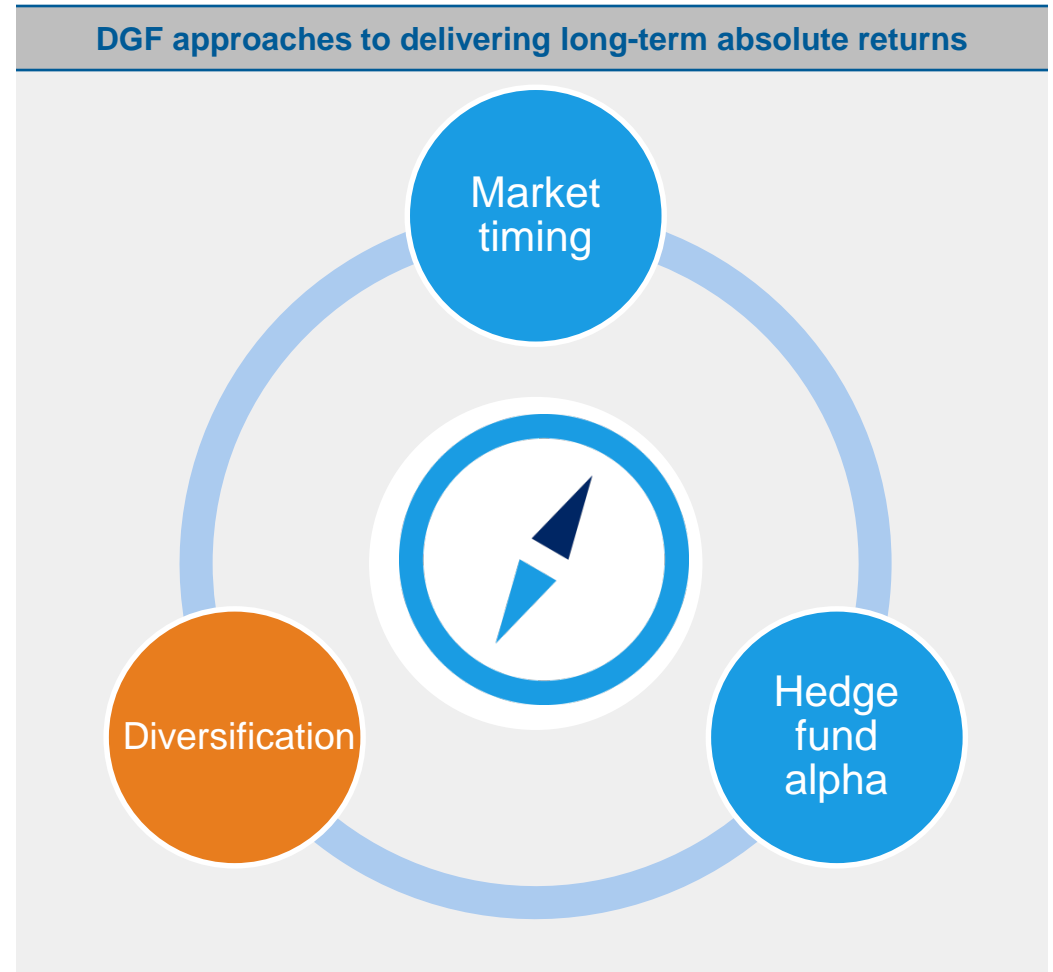 DGF approaches to delivering long-term absolute returns
Market
timing
Diversification
Hedge
fund
alpha